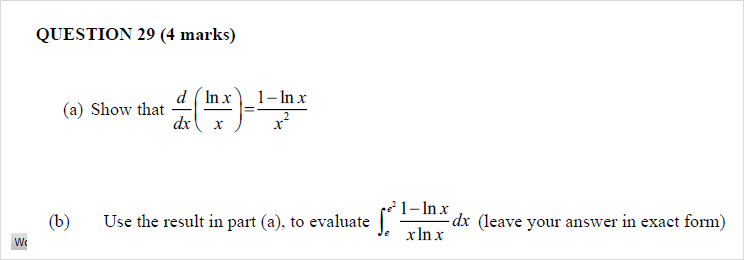 QUESTION 29 (4 marks)
(a) Show that d/dx (ln x / x) = (1 − ln x) / x²
(b) Use the result in part (a), to evaluate ∫ₑ^(e²) (1 − ln x) / (x ln x) dx (leave your answer in exact form)